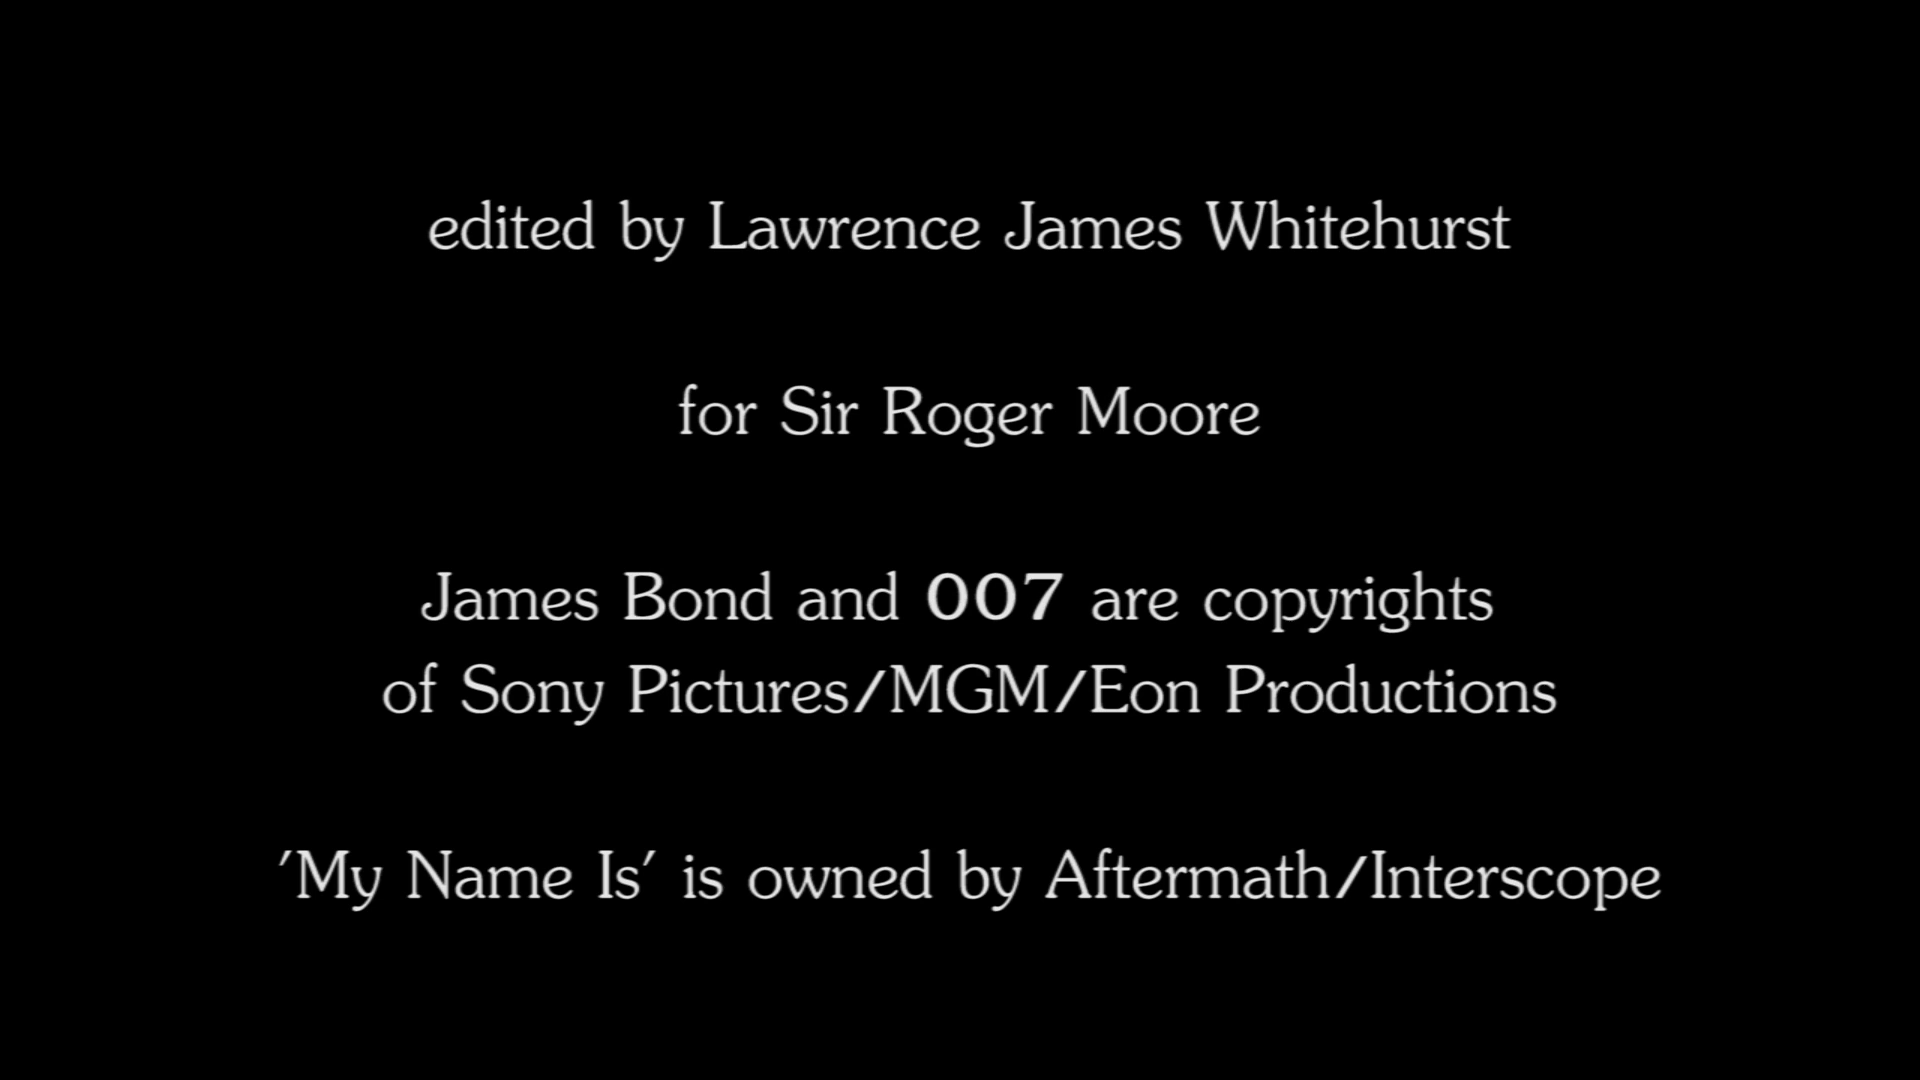 edited by Lawrence James Whitehurst
for Sir Roger Moore
James Bond and 007 are copyrights
of Sony Pictures/MGM/Eon Productions
'My Name Is' is owned by Aftermath/Interscope